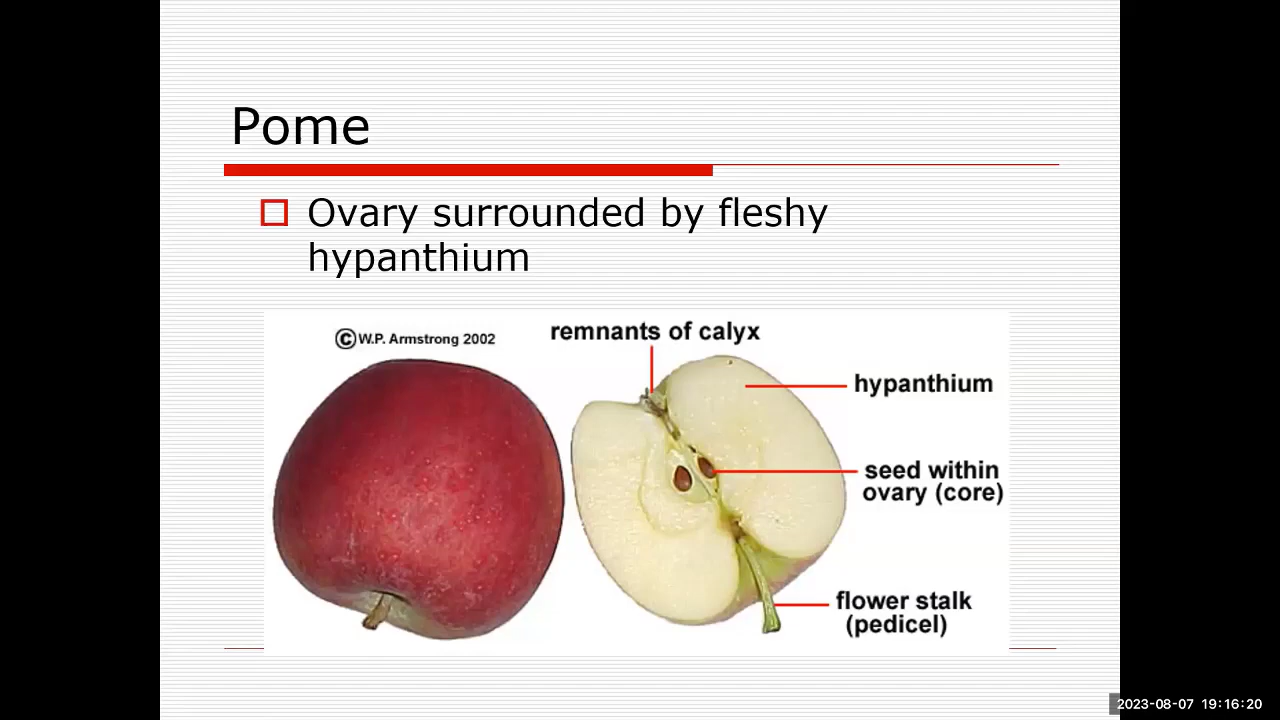 Pome
Ovary surrounded by fleshy
hypanthium
©W.P. Armstrong 2002
remnants of calyx
hypanthium
seed within
ovary (core)
flower stalk
(pedicel)
2023-08-07 19:16:20